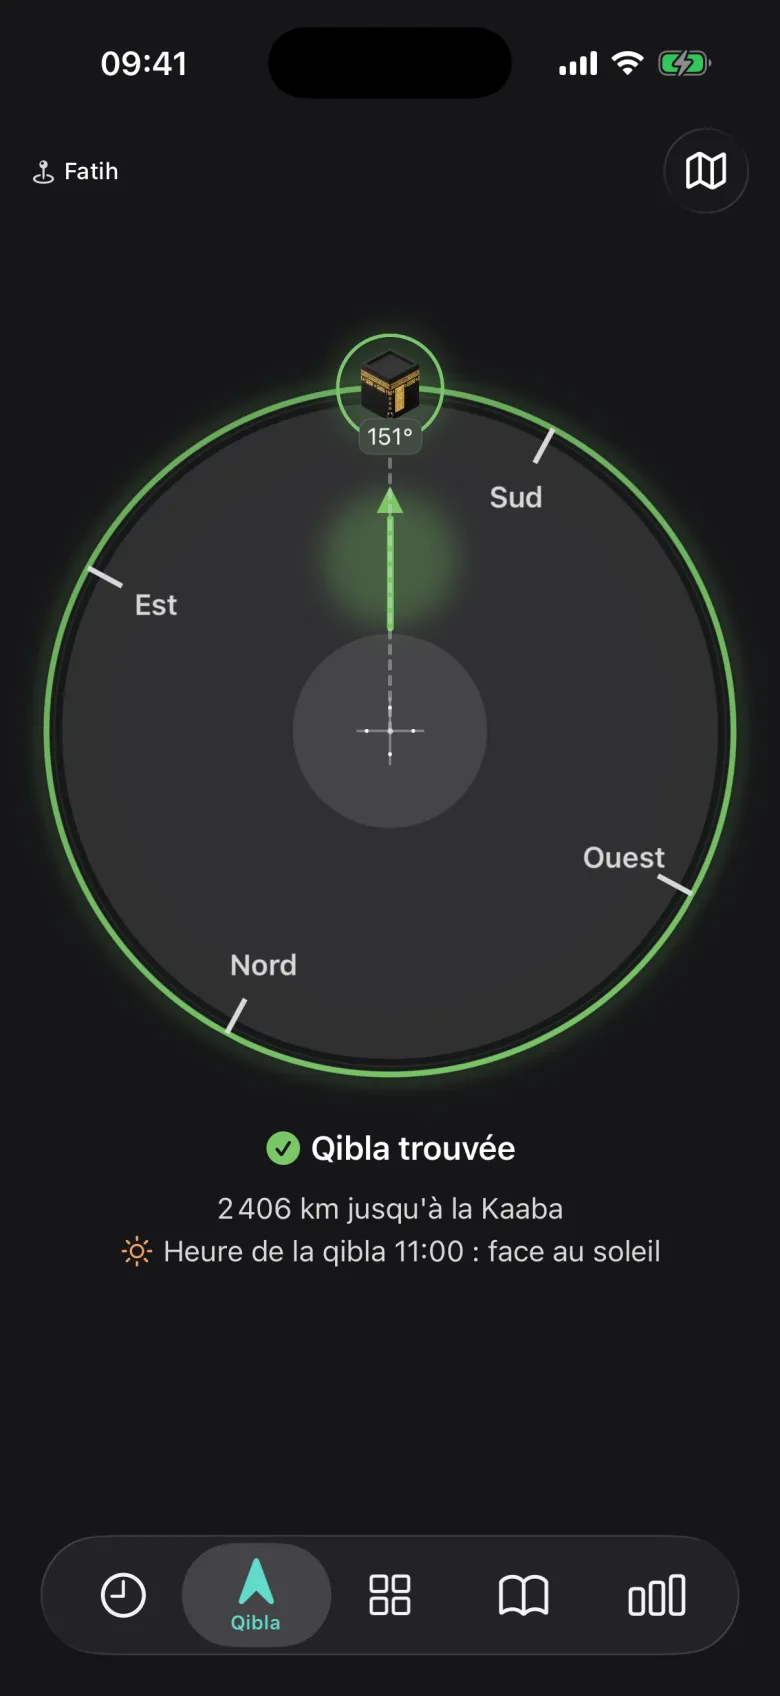 09:41
Fatih
151°
Sud
Est
Ouest
Nord
Qibla trouvée
2 406 km jusqu'à la Kaaba
Heure de la qibla 11:00 : face au soleil
Qibla